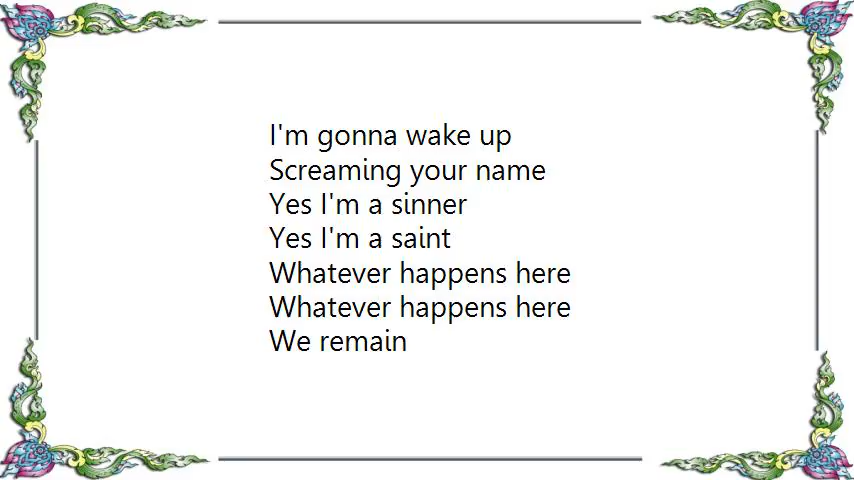 I'm gonna wake up
Screaming your name
Yes I'm a sinner
Yes I'm a saint
Whatever happens here
Whatever happens here
We remain